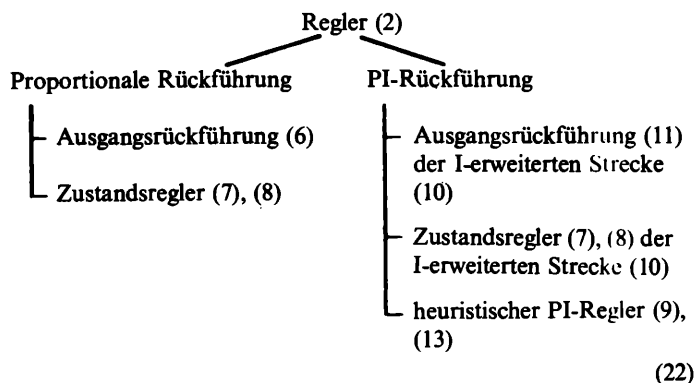 Regler (2)
Proportionale Rückführung
Ausgangsrückführung (6)
Zustandsregler (7), (8)
PI-Rückführung
Ausgangsrückführung (11)
der I-erweiterten Strecke
(10)
Zustandsregler (7), (8) der
I-erweiterten Strecke (10)
heuristischer PI-Regler (9),
(13)
(22)